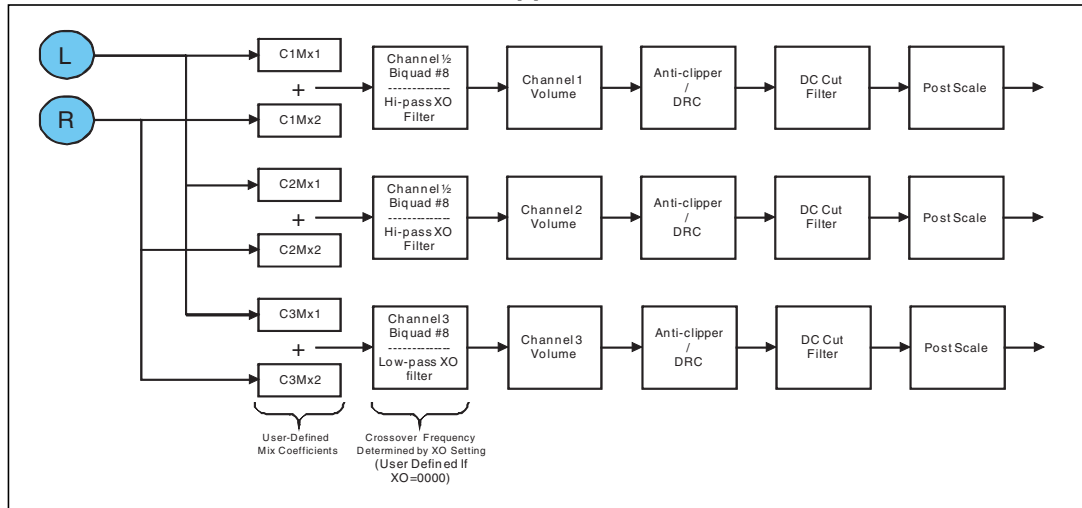 L
R
C1Mx1
+
C1Mx2
Channel ½
Biquad #8
--------------
Hi-pass XO
Filter
Channel 1
Volume
Anti-clipper
/
DRC
DC Cut
Filter
Post Scale
C2Mx1
+
C2Mx2
Channel ½
Biquad #8
--------------
Hi-pass XO
Filter
Channel 2
Volume
Anti-clipper
/
DRC
DC Cut
Filter
Post Scale
C3Mx1
+
C3Mx2
Channel 3
Biquad #8
--------------
Low-pass XO
filter
Channel 3
Volume
Anti-clipper
/
DRC
DC Cut
Filter
Post Scale
User-Defined
Mix Coefficients
Crossover Frequency
Determined by XO Setting
(User Defined If
XO=0000)